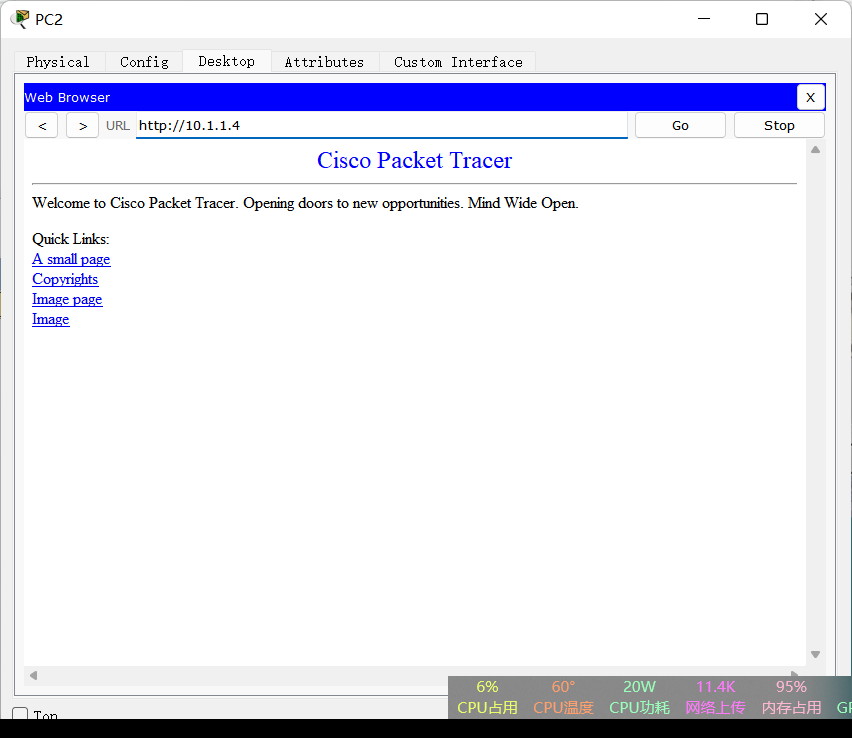 PC2
Physical Config Desktop Attributes Custom Interface
Web Browser X
< > URL http://10.1.1.4 Go Stop
Cisco Packet Tracer
Welcome to Cisco Packet Tracer. Opening doors to new opportunities. Mind Wide Open.
Quick Links:
A small page
Copyrights
Image page
Image
6% 60° 20W 11.4K 95%
CPU占用 CPU温度 CPU功耗 网络上传 内存占用
Top